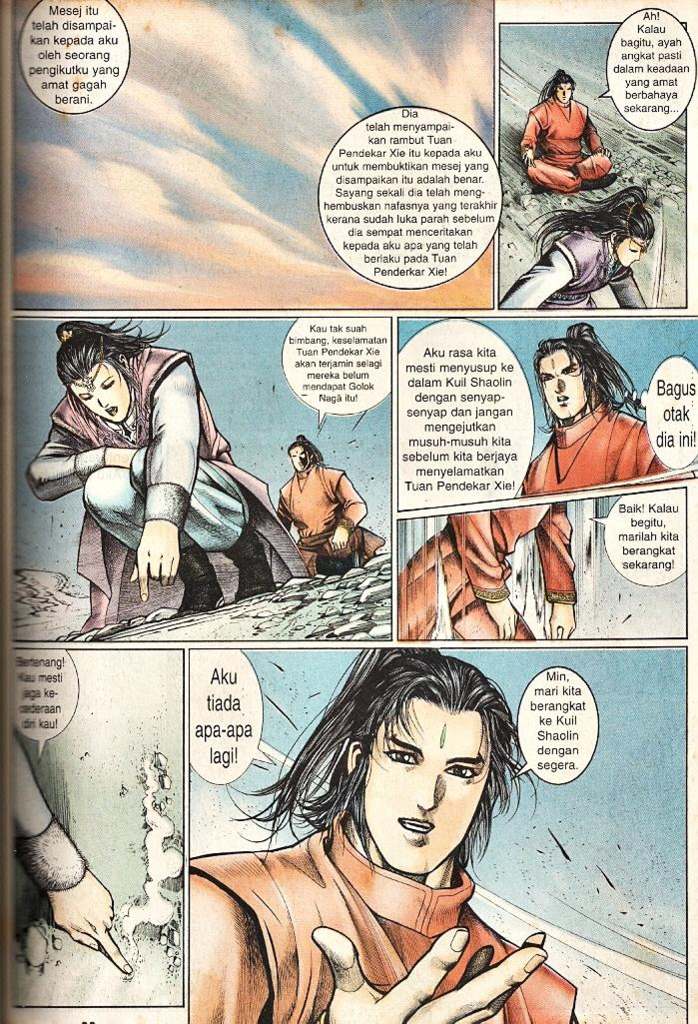 Mesej itu
telah disampai-
kan kepada aku
oleh seorang
pengikutku yang
amat gagah
berani.
Dia
telah menyampai-
kan rambut Tuan
Pendekar Xie itu kepada aku
untuk membuktikan mesej yang
disampaikan itu adalah benar.
Sayang sekali dia telah meng-
hembuskan nafasnya yang terakhir
kerana sudah luka parah sebelum
dia sempat menceritakan
kepada aku apa yang telah
berlaku pada Tuan
Penderkar Xie!
Ah!
Kalau
bagitu, ayah
angkat pasti
dalam keadaan
yang amat
berbahaya
sekarang...
Kau tak suah
bimbang, keselamatan
Tuan Pendekar Xie
akan terjamin selagi
mereka belum
mendapat Golok
Naga itu!
Aku rasa kita
mesti menyusup ke
dalam Kuil Shaolin
dengan senyap-
senyap dan jangan
mengejutkan
musuh-musuh kita
sebelum kita berjaya
menyelamatkan
Tuan Pendekar Xie!
Bagus
otak
dia ini!
Baik! Kalau
begitu,
marilah kita
berangkat
sekarang!
Bertenang!
Kau mesti
jaga ke-
cederaan
diri kau!
Aku
tiada
apa-apa
lagi!
Min,
mari kita
berangkat
ke Kuil
Shaolin
dengan
segera.